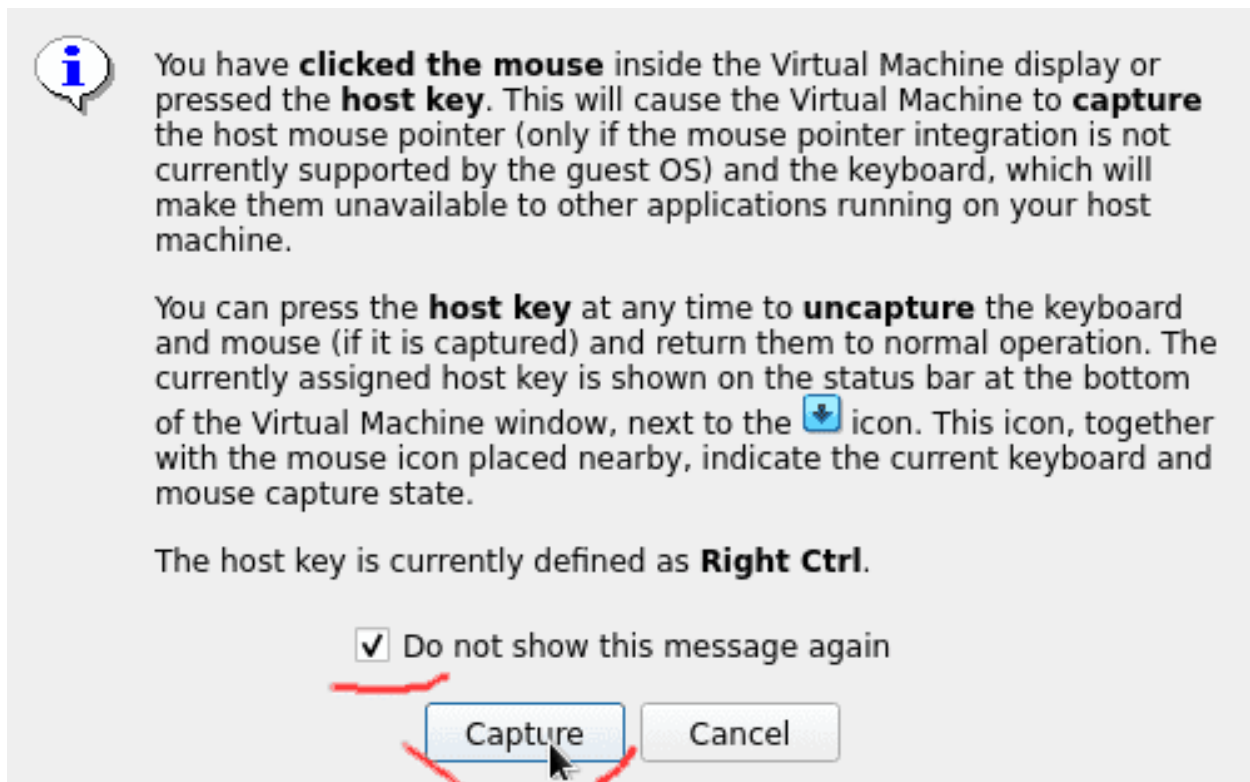 You have clicked the mouse inside the Virtual Machine display or
pressed the host key. This will cause the Virtual Machine to capture
the host mouse pointer (only if the mouse pointer integration is not
currently supported by the guest OS) and the keyboard, which will
make them unavailable to other applications running on your host
machine.
You can press the host key at any time to uncapture the keyboard
and mouse (if it is captured) and return them to normal operation. The
currently assigned host key is shown on the status bar at the bottom
of the Virtual Machine window, next to the icon. This icon, together
with the mouse icon placed nearby, indicate the current keyboard and
mouse capture state.
The host key is currently defined as Right Ctrl.
Do not show this message again
Capture Cancel